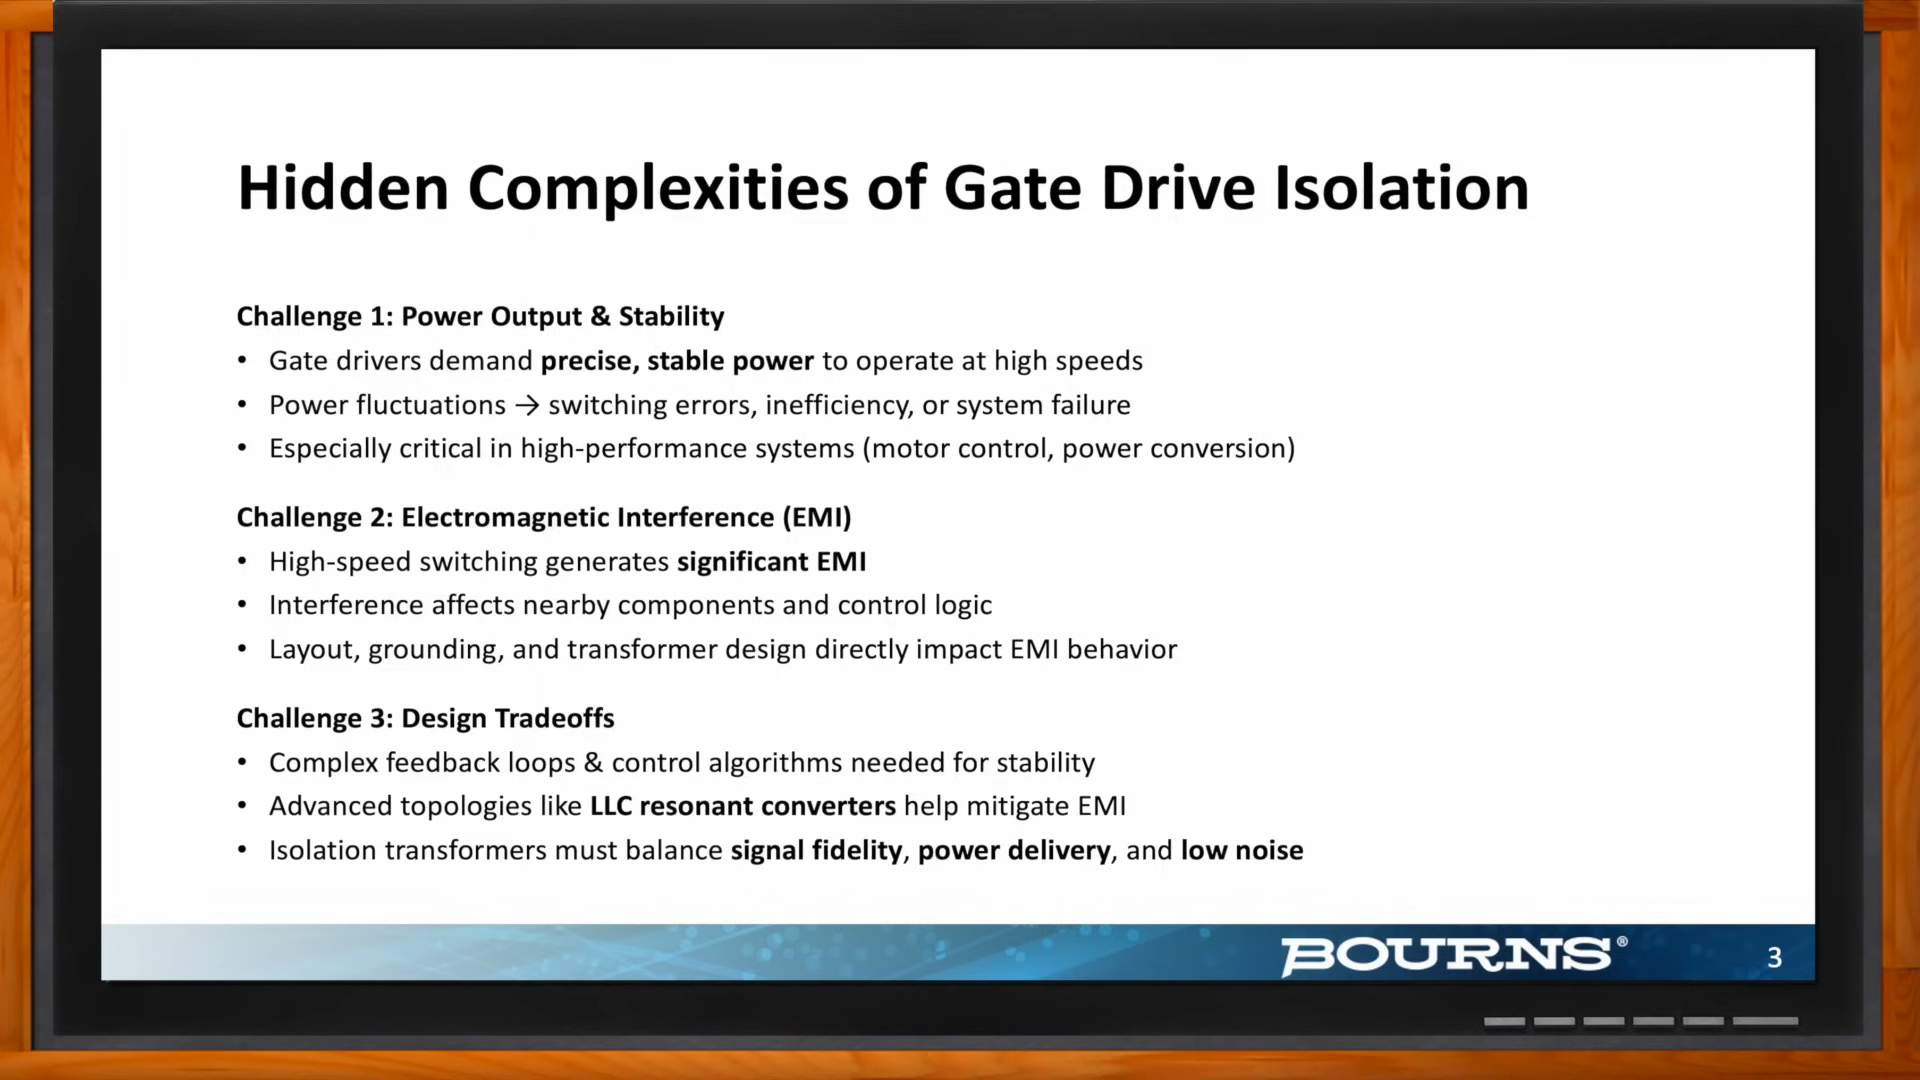 Hidden Complexities of Gate Drive Isolation
Challenge 1: Power Output & Stability
• Gate drivers demand precise, stable power to operate at high speeds
• Power fluctuations → switching errors, inefficiency, or system failure
• Especially critical in high-performance systems (motor control, power conversion)
Challenge 2: Electromagnetic Interference (EMI)
• High-speed switching generates significant EMI
• Interference affects nearby components and control logic
• Layout, grounding, and transformer design directly impact EMI behavior
Challenge 3: Design Tradeoffs
• Complex feedback loops & control algorithms needed for stability
• Advanced topologies like LLC resonant converters help mitigate EMI
• Isolation transformers must balance signal fidelity, power delivery, and low noise
BOURNS®
3